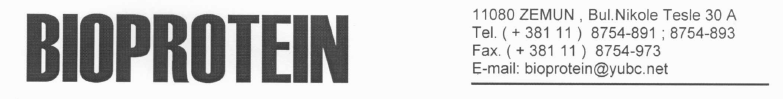 BIOPROTEIN
11080 ZEMUN , Bul.Nikole Tesle 30 A
Tel. ( + 381 11 ) 8754-891 ; 8754-893
Fax. ( + 381 11 ) 8754-973
E-mail: bioprotein@yubc.net